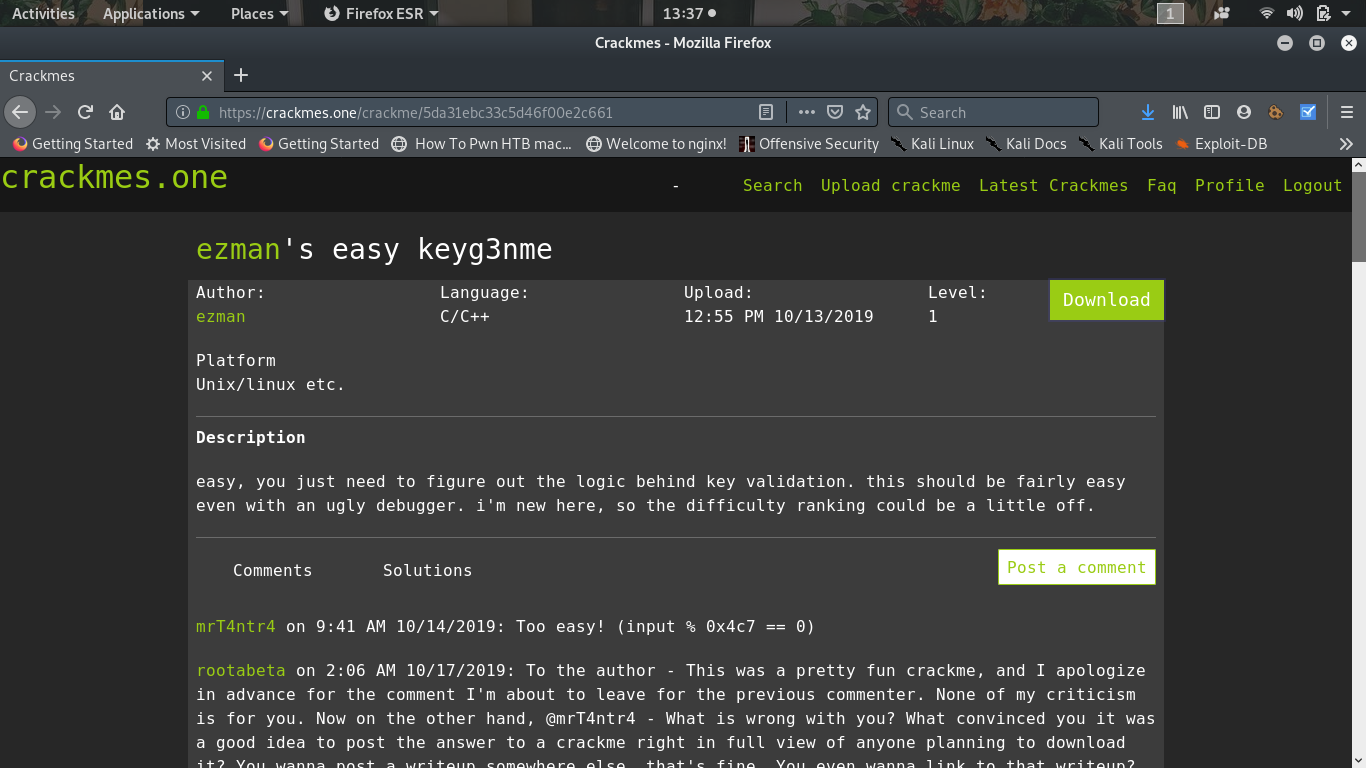 Activities Applications Places Firefox ESR 13:37 1
Crackmes - Mozilla Firefox
Crackmes
https://crackmes.one/crackme/5da31ebc33c5d46f00e2c661 Search
Getting Started Most Visited Getting Started How To Pwn HTB mac... Welcome to nginx! Offensive Security Kali Linux Kali Docs Kali Tools Exploit-DB
crackmes.one - Search Upload crackme Latest Crackmes Faq Profile Logout
ezman's easy keyg3nme
Author: Language: Upload: Level: Download
ezman C/C++ 12:55 PM 10/13/2019 1
Platform
Unix/linux etc.
Description
easy, you just need to figure out the logic behind key validation. this should be fairly easy
even with an ugly debugger. i'm new here, so the difficulty ranking could be a little off.
Comments Solutions Post a comment
mrT4ntr4 on 9:41 AM 10/14/2019: Too easy! (input % 0x4c7 == 0)
rootabeta on 2:06 AM 10/17/2019: To the author - This was a pretty fun crackme, and I apologize
in advance for the comment I'm about to leave for the previous commenter. None of my criticism
is for you. Now on the other hand, @mrT4ntr4 - What is wrong with you? What convinced you it was
a good idea to post the answer to a crackme right in full view of anyone planning to download
it? You wanna post a writeup somewhere else, that's fine. You even wanna link to that writeup?